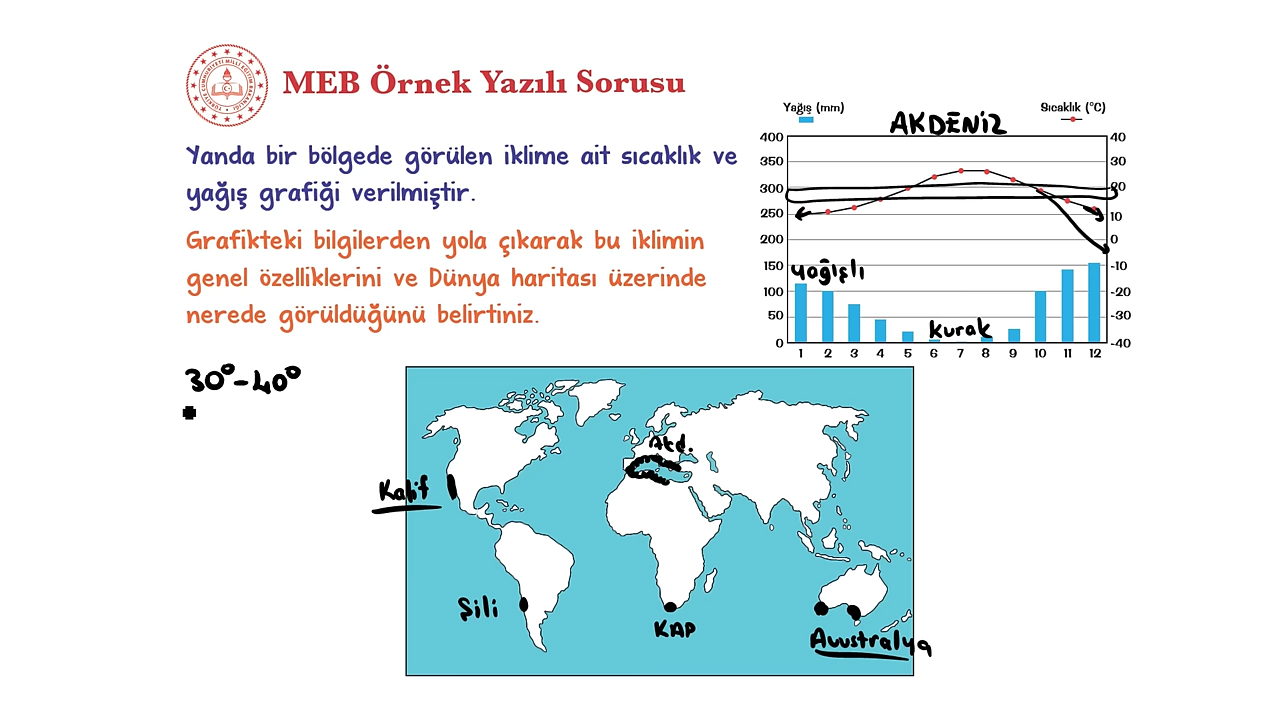 MEB Örnek Yazılı Sorusu
Yanda bir bölgede görülen iklime ait sıcaklık ve
yağış grafiği verilmiştir.
Grafikteki bilgilerden yola çıkarak bu iklimin
genel özelliklerini ve Dünya haritası üzerinde
nerede görüldüğünü belirtiniz.
30°-40°
Yağış (mm)
Sıcaklık (°C)
AKDENİZ
400 40
350 30
300 20
250 10
200 0
150 -10
100 -20
50 -30
0 -40
yağışlı
kurak
1 2 3 4 5 6 7 8 9 10 11 12
Akd.
Kalif
Şili
KAP
Avustralya